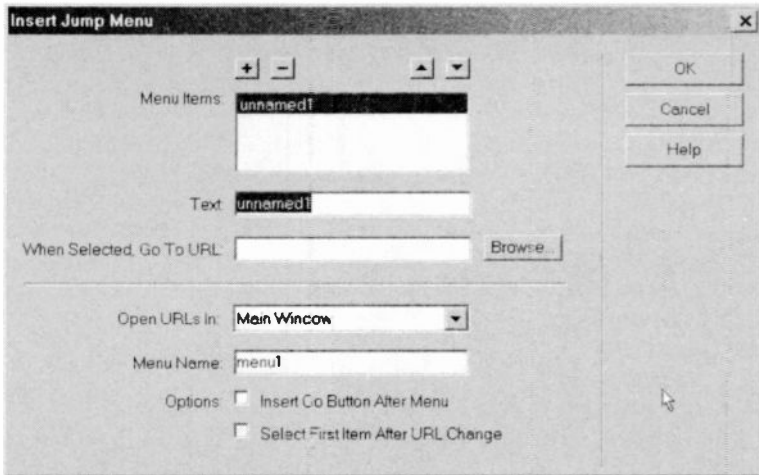 Insert Jump Menu
+ −
OK
Menu Items: unnamed1
Cancel
Help
Text: unnamed1
When Selected, Go To URL: Browse...
Open URLs In: Main Wincow
Menu Name: menu1
Options: Insert Co Button After Menu
Select First Item After URL Change